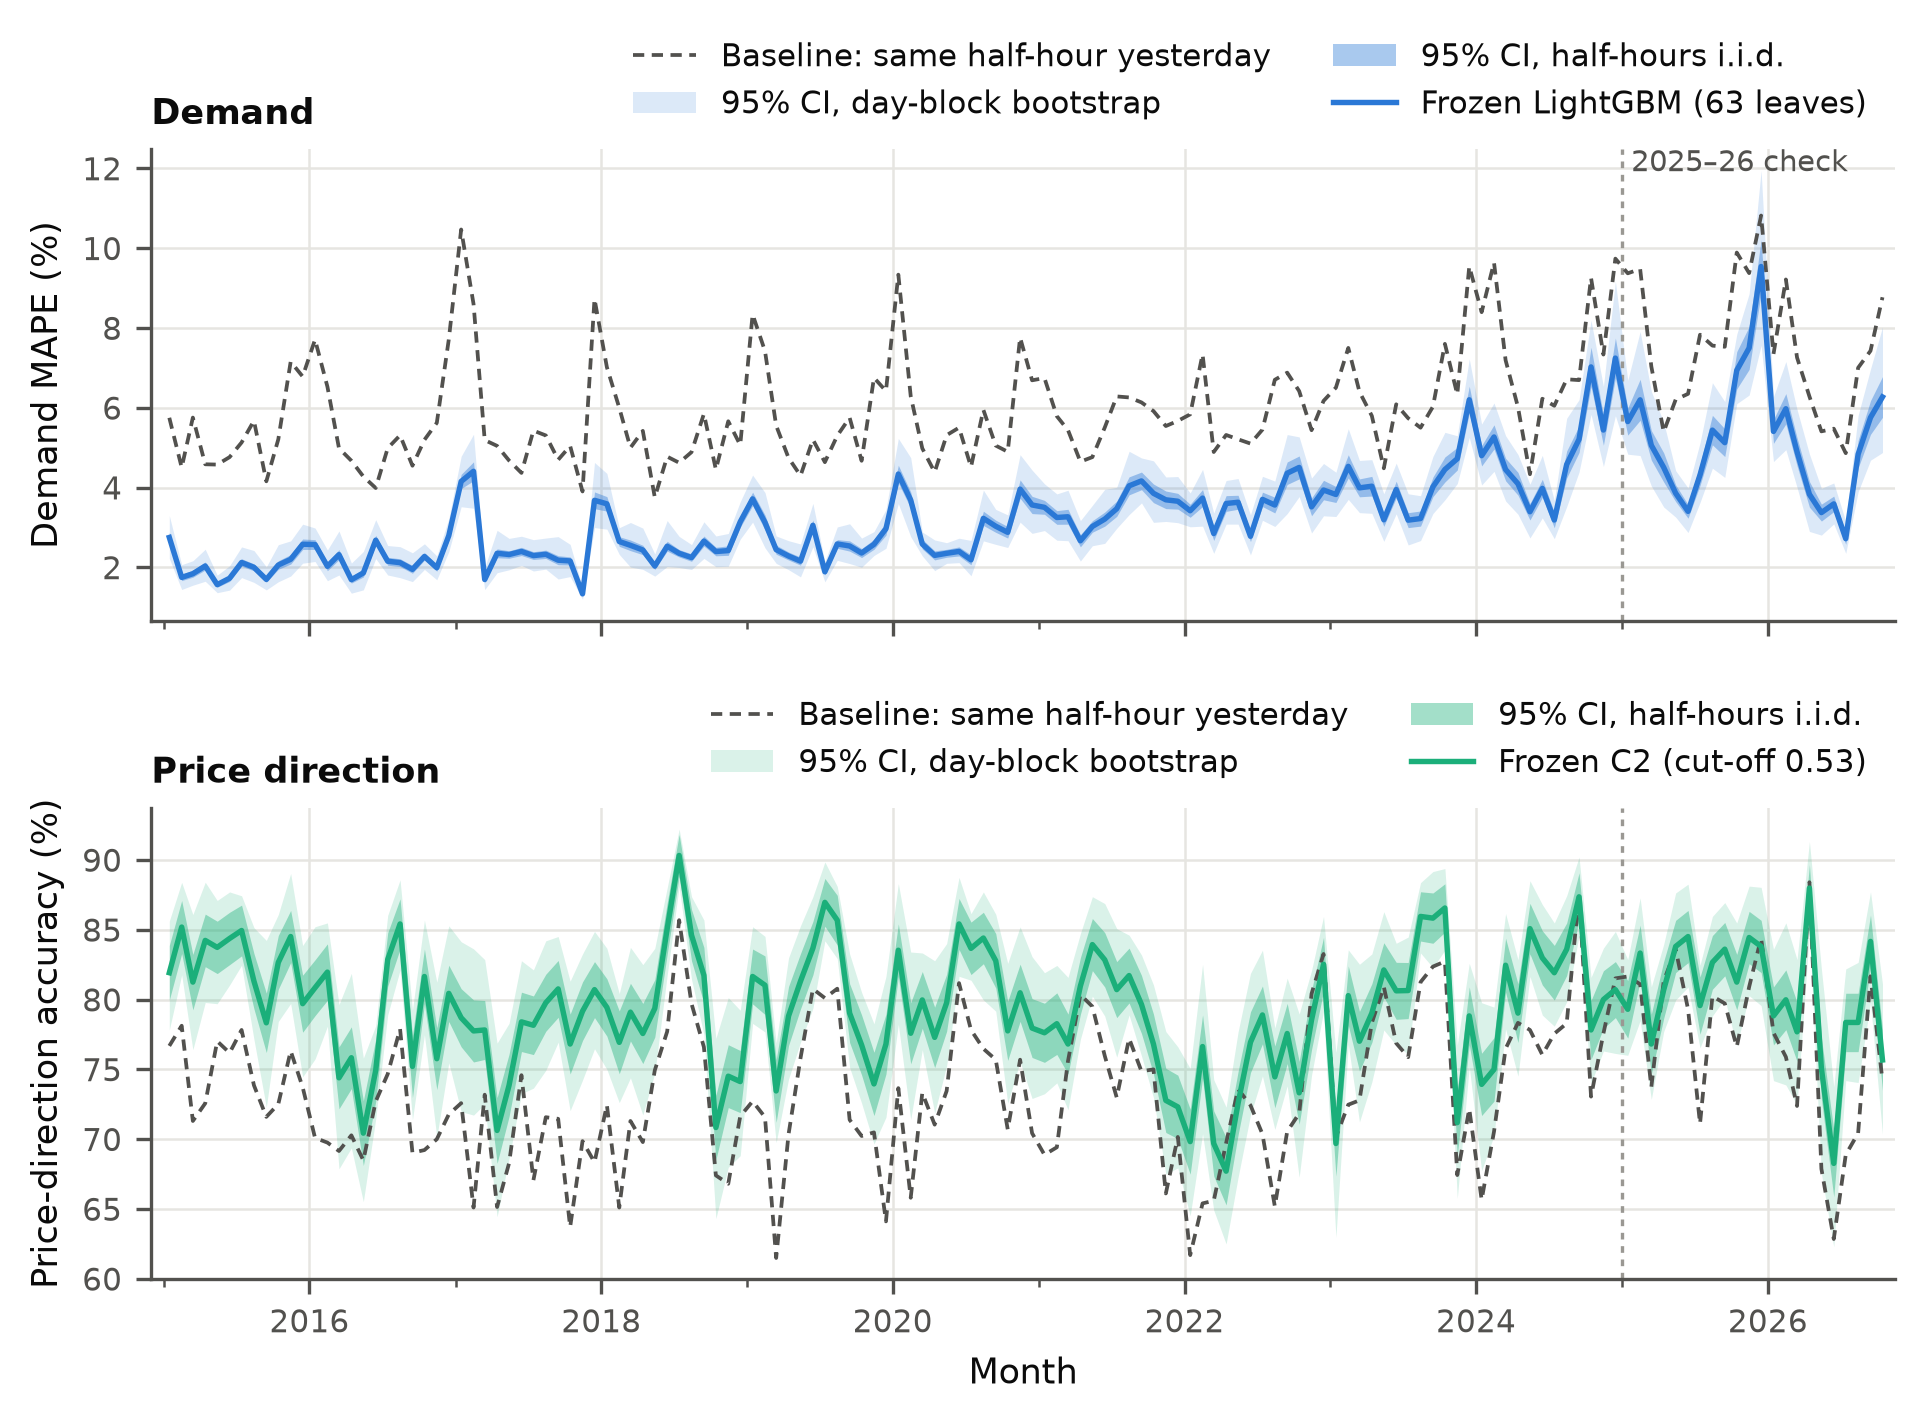 Baseline: same half-hour yesterday
95% CI, half-hours i.i.d.
95% CI, day-block bootstrap
Frozen LightGBM (63 leaves)
Demand
2025–26 check
Demand MAPE (%)
12
10
8
6
4
2
Baseline: same half-hour yesterday
95% CI, half-hours i.i.d.
95% CI, day-block bootstrap
Frozen C2 (cut-off 0.53)
Price direction
Price-direction accuracy (%)
90
85
80
75
70
65
60
2016 2018 2020 2022 2024 2026
Month